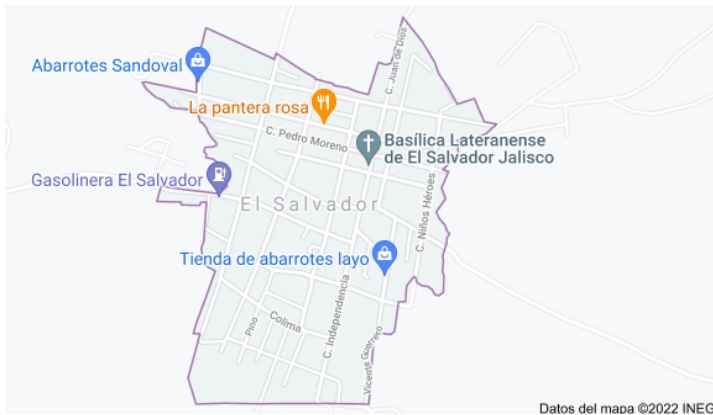 C. Juan de Dios
Abarrotes Sandoval
La pantera rosa
C. Pedro Moreno
Basílica Lateranense
de El Salvador Jalisco
Gasolinera El Salvador
El Salvador
C. Niños Héroes
Tienda de abarrotes layo
C. Independencia
Colima
Pino
Vicente Guerrero
Datos del mapa ©2022 INEG